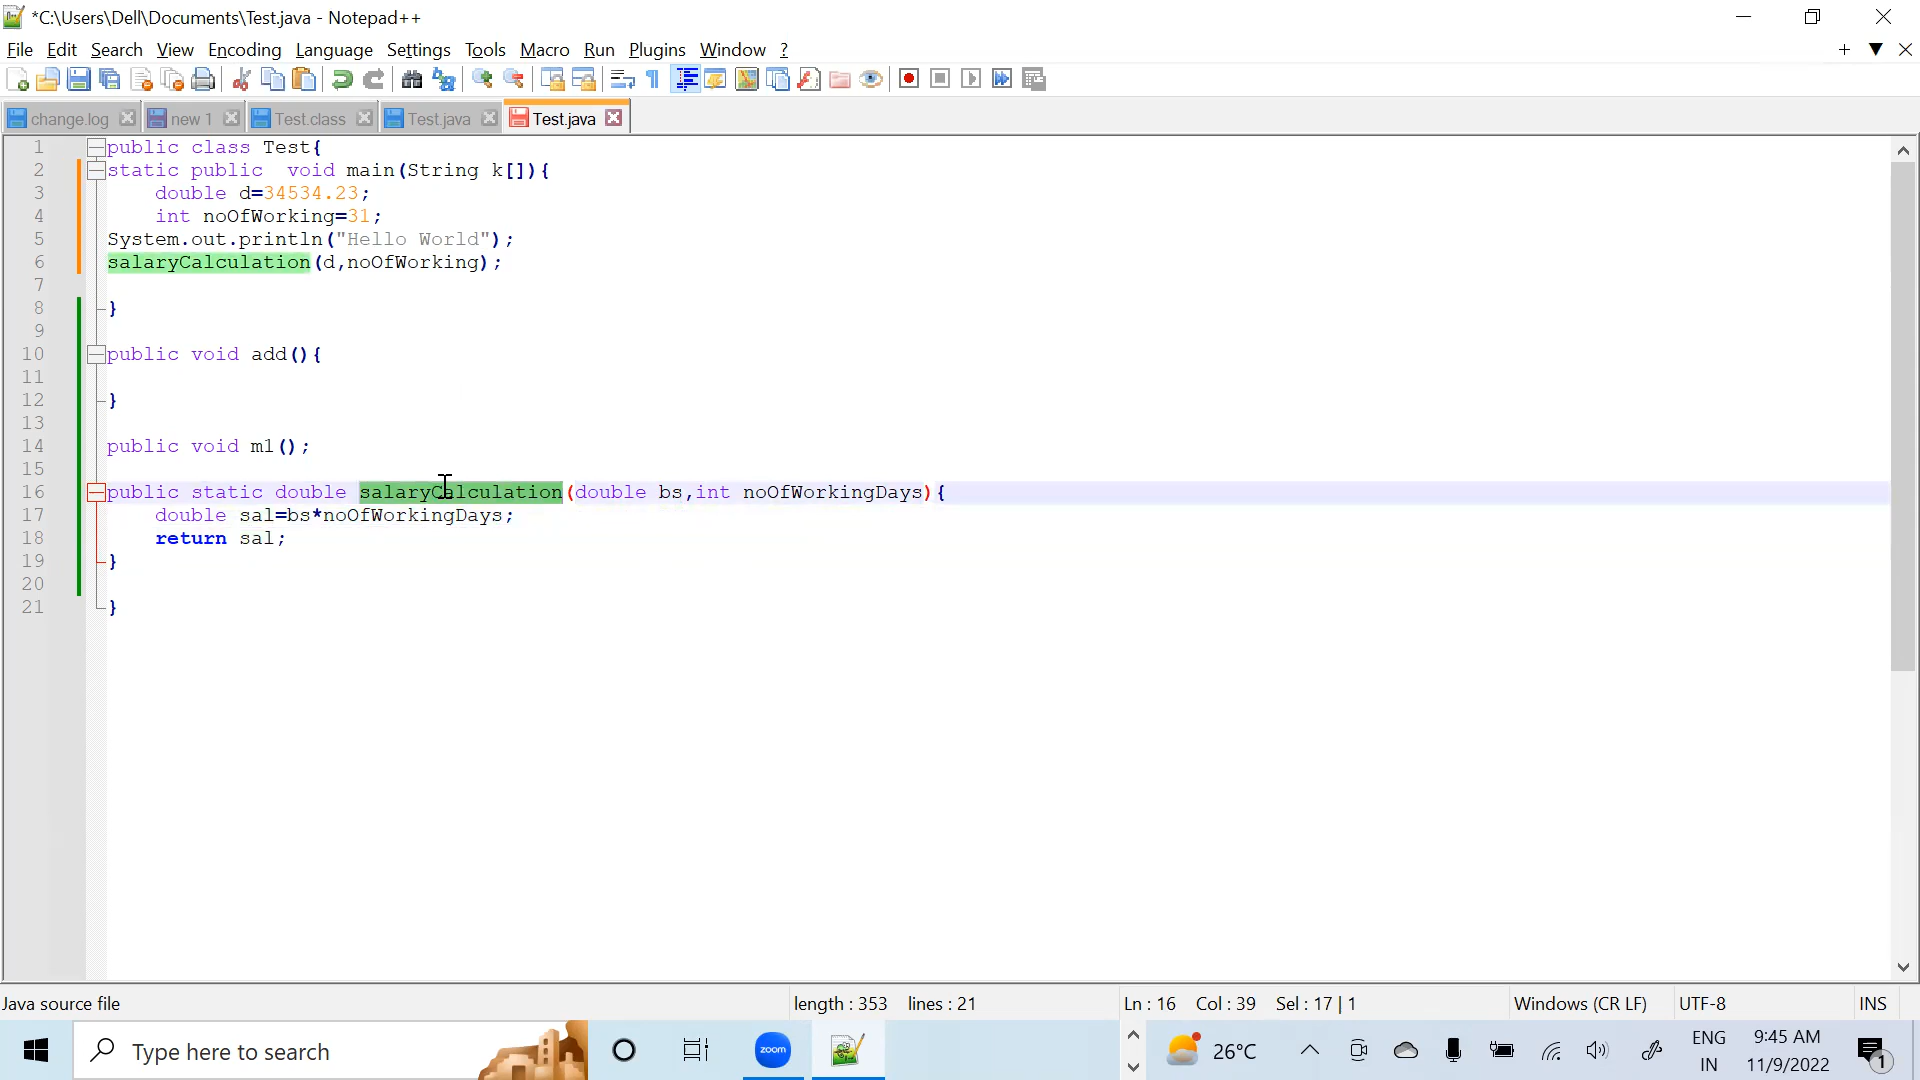 *C:\Users\Dell\Documents\Test.java - Notepad++
File Edit Search View Encoding Language Settings Tools Macro Run Plugins Window ?
change.log new 1 Test.class Test.java Test.java
1 public class Test{
2 static public  void main(String k[]){
3 double d=34534.23;
4 int noOfWorking=31;
5 System.out.println("Hello World");
6 salaryCalculation(d,noOfWorking);
7
8 }
9
10 public void add(){
11
12 }
13
14 public void m1();
15
16 public static double salaryCalculation(double bs,int noOfWorkingDays){
17 double sal=bs*noOfWorkingDays;
18 return sal;
19 }
20
21 }
Java source file length : 353 lines : 21 Ln : 16 Col : 39 Sel : 17 | 1 Windows (CR LF) UTF-8 INS
Type here to search zoom 26°C ENG IN 9:45 AM 11/9/2022 1